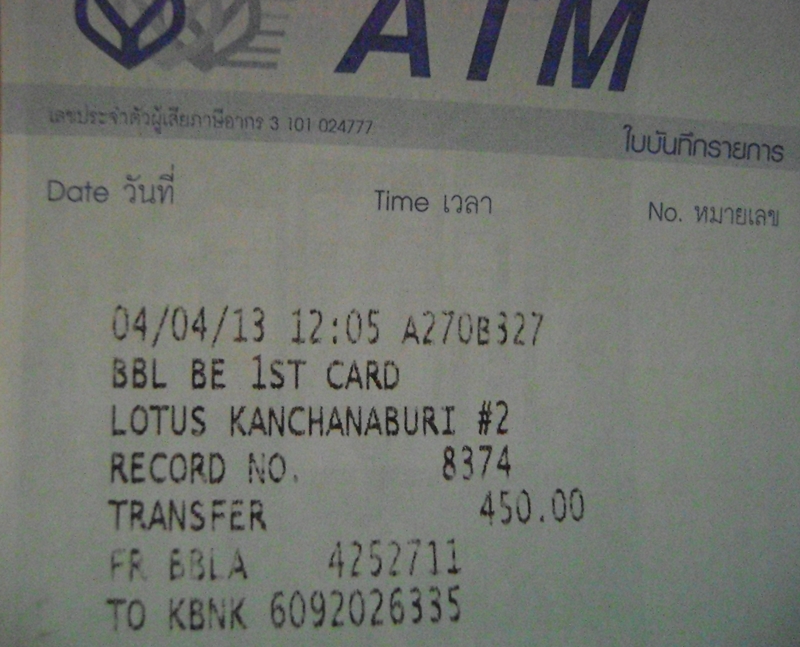 ATM
เลขประจำตัวผู้เสียภาษีอากร 3 101 024777
ใบบันทึกรายการ
Date วันที่ Time เวลา No. หมายเลข
04/04/13 12:05 A270B327
BBL BE 1ST CARD
LOTUS KANCHANABURI #2
RECORD NO. 8374
TRANSFER 450.00
FR BBLA 4252711
TO KBNK 6092026335